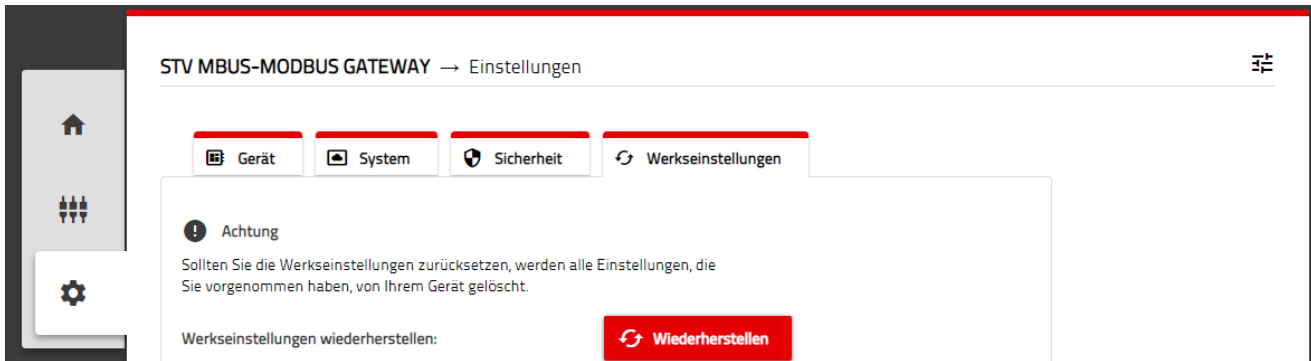 STV MBUS-MODBUS GATEWAY → Einstellungen
Gerät System Sicherheit Werkseinstellungen
Achtung
Sollten Sie die Werkseinstellungen zurücksetzen, werden alle Einstellungen, die
Sie vorgenommen haben, von Ihrem Gerät gelöscht.
Werkseinstellungen wiederherstellen: Wiederherstellen